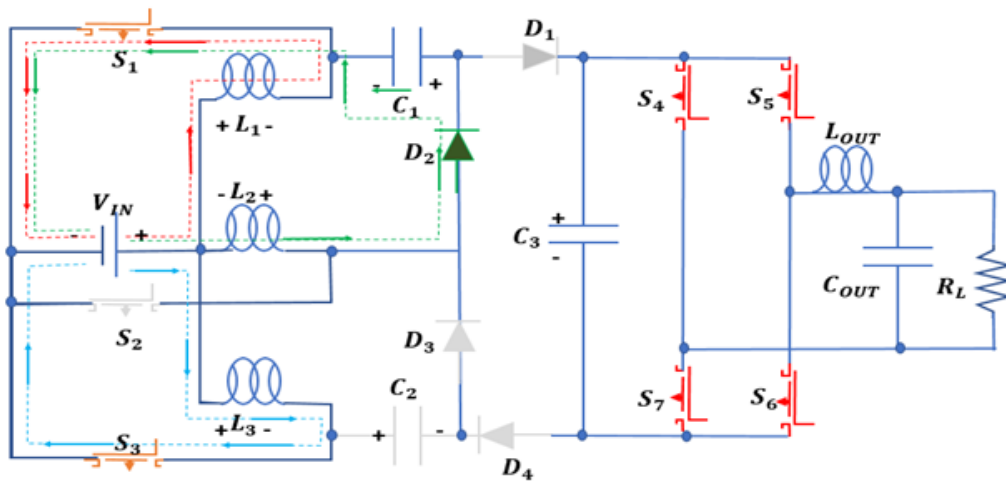 S1
D1
- C1 +
S4
S5
+ L1 -
D2
LOUT
- L2 +
VIN
- +
+
C3
-
COUT
RL
S2
D3
C2
S7
S6
+ L3 -
+ -
S3
D4